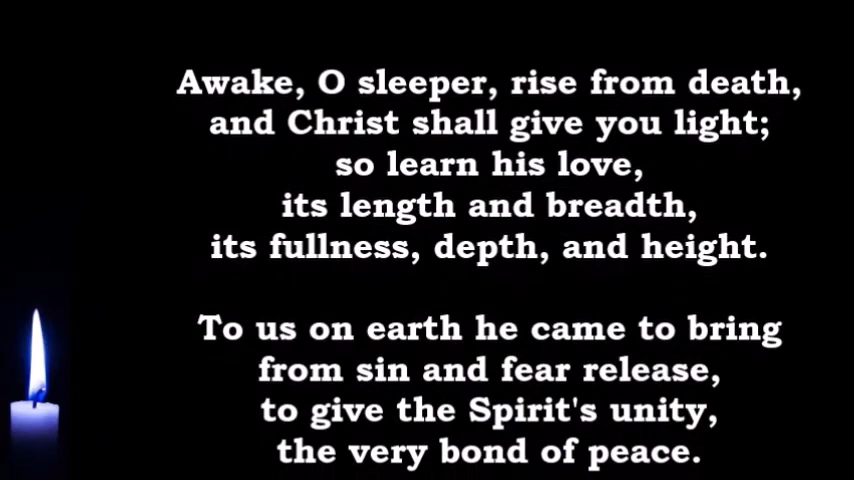 Awake, O sleeper, rise from death,
and Christ shall give you light;
so learn his love,
its length and breadth,
its fullness, depth, and height.
To us on earth he came to bring
from sin and fear release,
to give the Spirit's unity,
the very bond of peace.